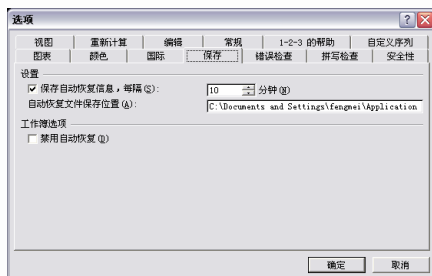 选项
视图 重新计算 编辑 常规 1-2-3 的帮助 自定义序列
图表 颜色 国际 保存 错误检查 拼写检查 安全性
设置
保存自动恢复信息，每隔(S): 10 分钟(M)
自动恢复文件保存位置(A): C:\Documents and Settings\fengmei\Application
工作簿选项
禁用自动恢复(D)
确定 取消